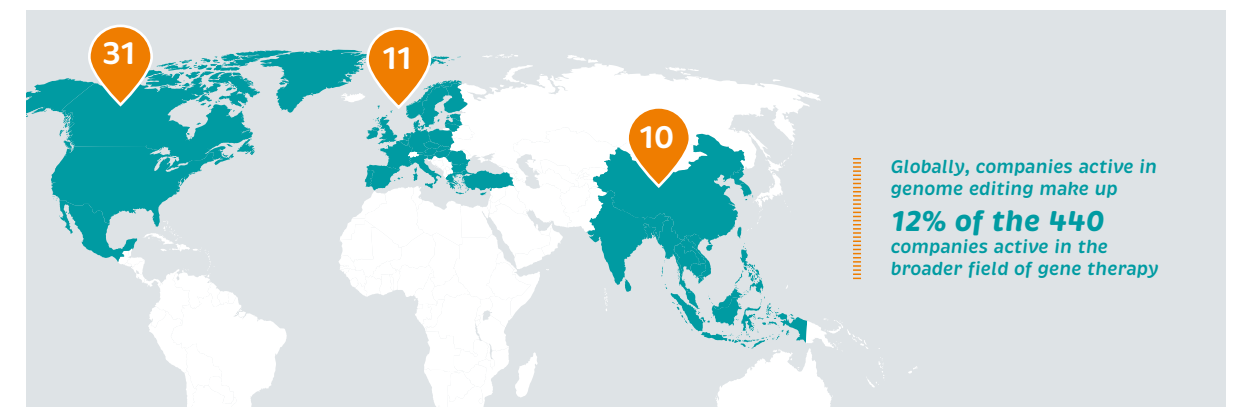 31
11
10
Globally, companies active in
genome editing make up
12% of the 440
companies active in the
broader field of gene therapy